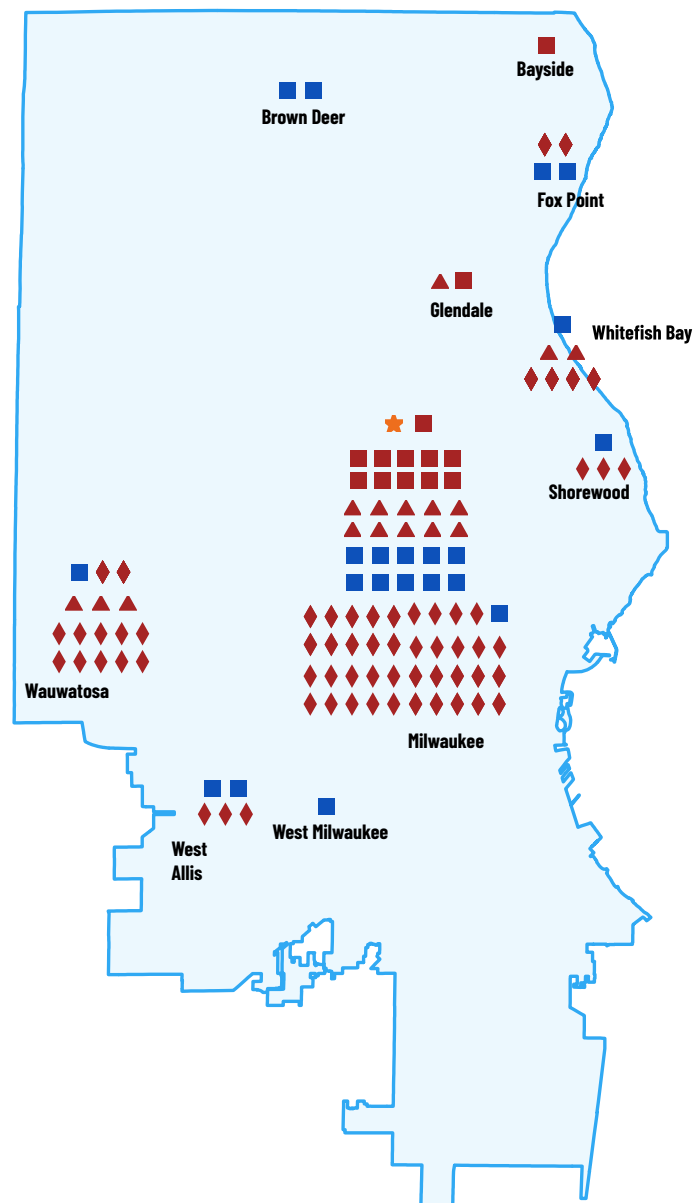 Bayside
Brown Deer
Fox Point
Glendale
Whitefish Bay
Shorewood
Wauwatosa
Milwaukee
West Milwaukee
West
Allis